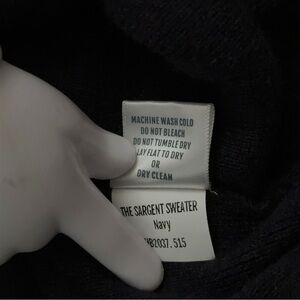 MACHINE WASH COLD
DO NOT BLEACH
DO NOT TUMBLE DRY
LAY FLAT TO DRY
OR
DRY CLEAN
THE SARGENT SWEATER
Navy